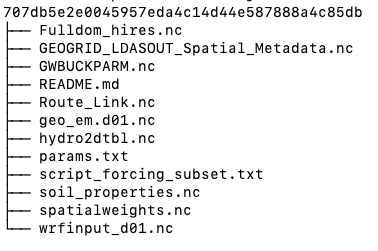 707db5e2e0045957eda4c14d44e587888a4c85db
├── Fulldom_hires.nc
├── GEOGRID_LDASOUT_Spatial_Metadata.nc
├── GWBUCKPARM.nc
├── README.md
├── Route_Link.nc
├── geo_em.d01.nc
├── hydro2dtbl.nc
├── params.txt
├── script_forcing_subset.txt
├── soil_properties.nc
├── spatialweights.nc
└── wrfinput_d01.nc